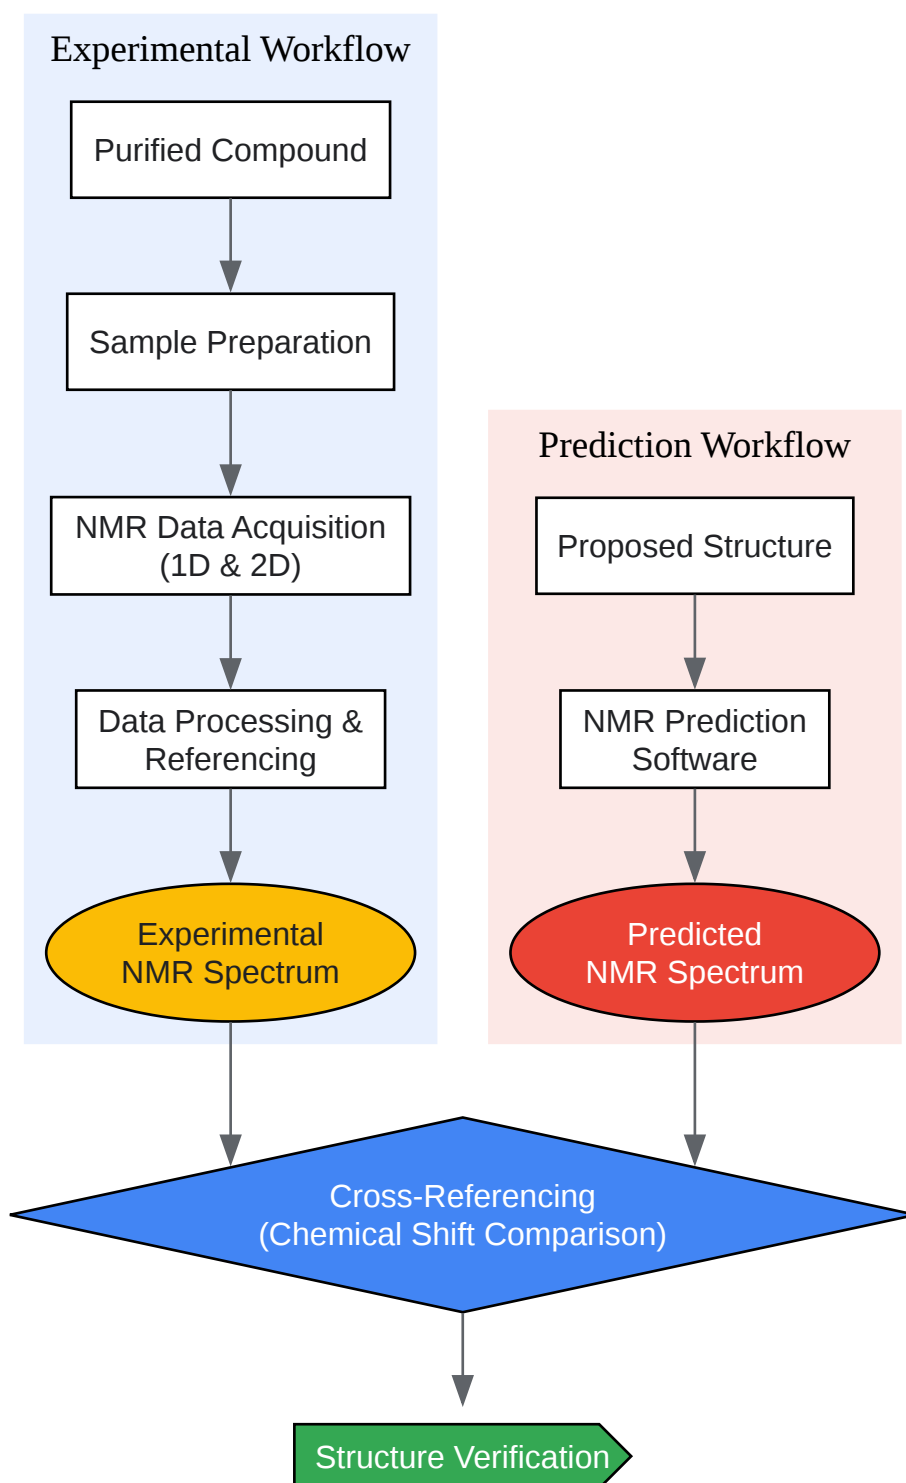 Experimental Workflow
Purified Compound
Sample Preparation
NMR Data Acquisition
(1D & 2D)
Data Processing &
Referencing
Experimental
NMR Spectrum
Prediction Workflow
Proposed Structure
NMR Prediction
Software
Predicted
NMR Spectrum
Cross-Referencing
(Chemical Shift Comparison)
Structure Verification